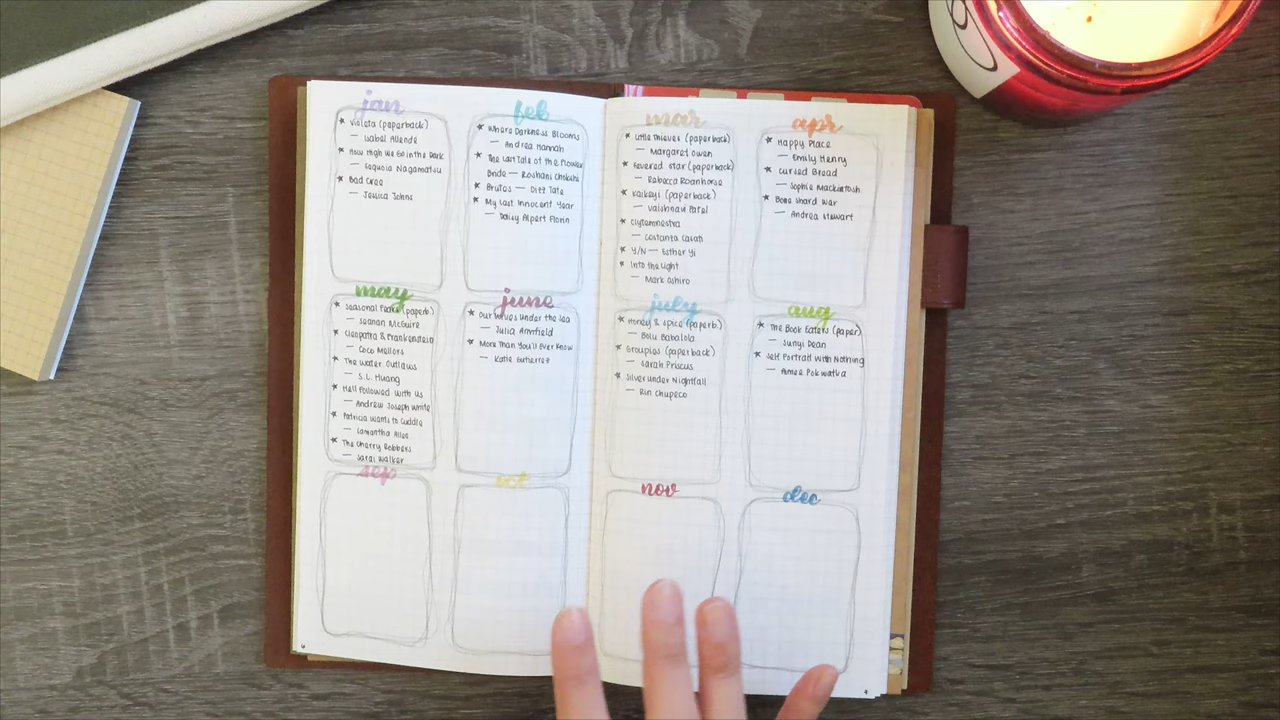 jan
* Violeta (paperback)
— Isabel Allende
* How High We Go in the Dark
— Sequoia Nagamatsu
* Bad Cree
— Jessica Johns
feb
* Where Darkness Blooms
— Andrea Hannah
* The Last Tale of the Flower
Bride — Roshani Chokshi
* Brutes — Dizz Tate
* My Last Innocent Year
— Daisy Alpert Florin
mar
* Little Thieves (paperback)
— Margaret Owen
* Fevered Star (paperback)
— Rebecca Roanhorse
* Kaikeyi (paperback)
— Vaishnavi Patel
* Clytemnestra
— Costanza Casati
* Y/N — Esther Yi
* Into the Light
— Mark Oshiro
apr
* Happy Place
— Emily Henry
* Cursed Bread
— Sophie Mackintosh
* Bone Shard War
— Andrea Stewart
may
* Seasonal Fears (paperb.)
— Seanan McGuire
* Cleopatra & Frankenstein
— Coco Mellors
* The Water Outlaws
— S.L. Huang
* Hell Followed With Us
— Andrew Joseph White
* Patricia Wants to Cuddle
— Samantha Allen
* The Cherry Robbers
— Sarai Walker
june
* Our Wives Under the Sea
— Julia Armfield
* More Than You'll Ever Know
— Katie Gutierrez
july
* Honey & Spice (paperb.)
— Bolu Babalola
* Groupies (paperback)
— Sarah Priscus
* Silver Under Nightfall
— Rin Chupeco
aug
* The Book Eaters (paper)
— Sunyi Dean
* Self Portrait With Nothing
— Aimee Pokwatka
sep
oct
nov
dec